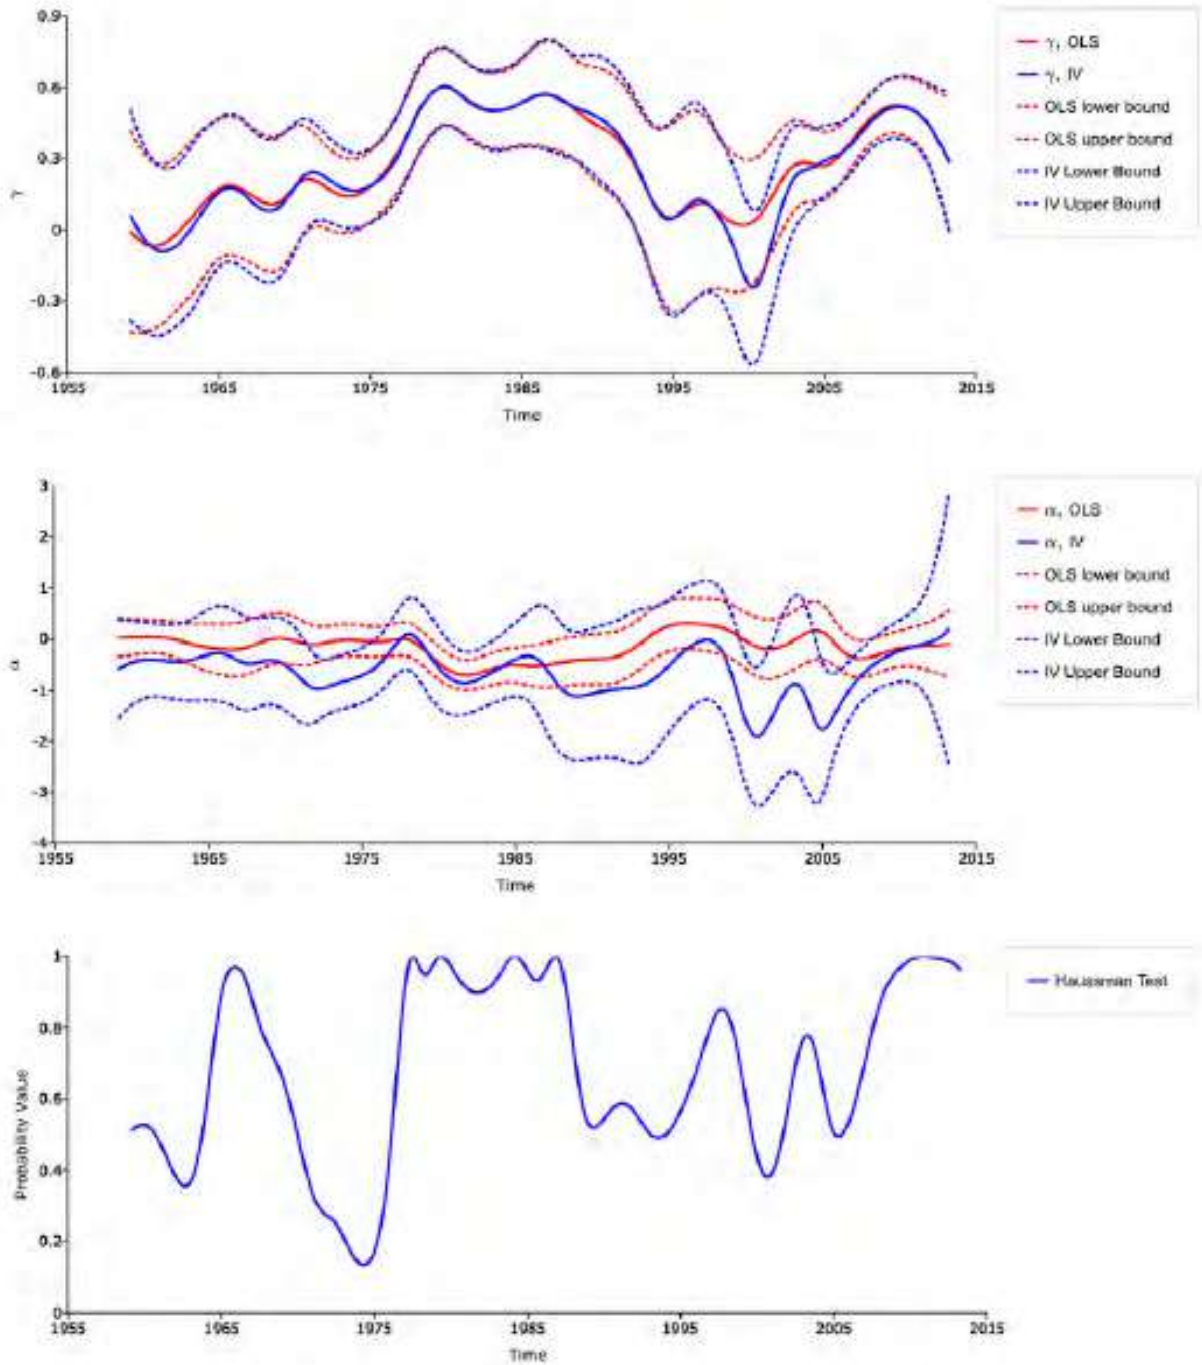 0.9
0.6
0.3
0
-0.3
-0.6
γ
1955 1965 1975 1985 1995 2005 2015
Time
γ, OLS
γ, IV
OLS lower bound
OLS upper bound
IV Lower Bound
IV Upper Bound
3
2
1
0
-1
-2
-3
-4
α
1955 1965 1975 1985 1995 2005 2015
Time
α, OLS
α, IV
OLS lower bound
OLS upper bound
IV Lower Bound
IV Upper Bound
1
0.8
0.6
0.4
0.2
0
Probability Value
1955 1965 1975 1985 1995 2005 2015
Time
Haussman Test